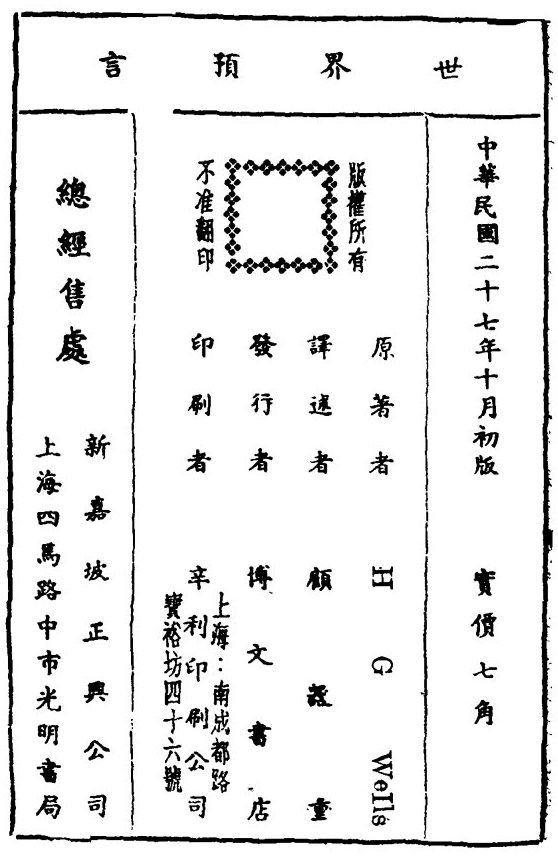 世界預言
中華民國二十七年十月初版 實價七角
版權所有
不准翻印
原著者 H G Wells
譯述者 顧 重
發行者 博文書店
印刷者 辛利印刷公司
上海：南成都路
寶裕坊四十六號
總經售處
新嘉坡正興公司
上海四馬路中市光明書局